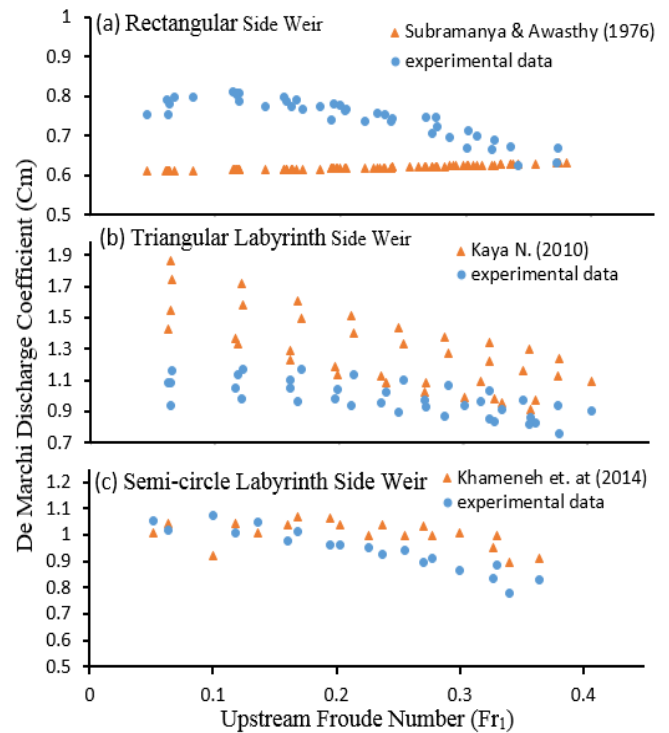 De Marchi Discharge Coefficient (Cm)
(a) Rectangular Side Weir
Subramanya & Awasthy (1976)
experimental data
1
0.9
0.8
0.7
0.6
0.5
(b) Triangular Labyrinth Side Weir
Kaya N. (2010)
experimental data
1.9
1.7
1.5
1.3
1.1
0.9
0.7
(c) Semi-circle Labyrinth Side Weir
Khameneh et. at (2014)
experimental data
1.2
1.1
1
0.9
0.8
0.7
0.6
0.5
0 0.1 0.2 0.3 0.4
Upstream Froude Number (Fr₁)